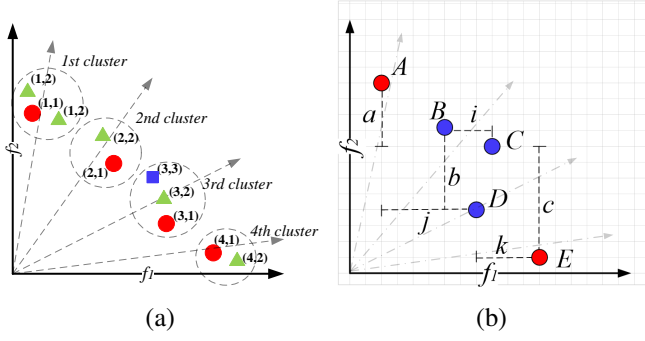 1st cluster
(1,2)
(1,1)
(1,2)
2nd cluster
(2,2)
(2,1)
(3,3)
3rd cluster
(3,2)
(3,1)
4th cluster
(4,1)
(4,2)
f2
f1
(a)
A
a
B
i
C
b
D
j
c
k
E
f2
f1
(b)